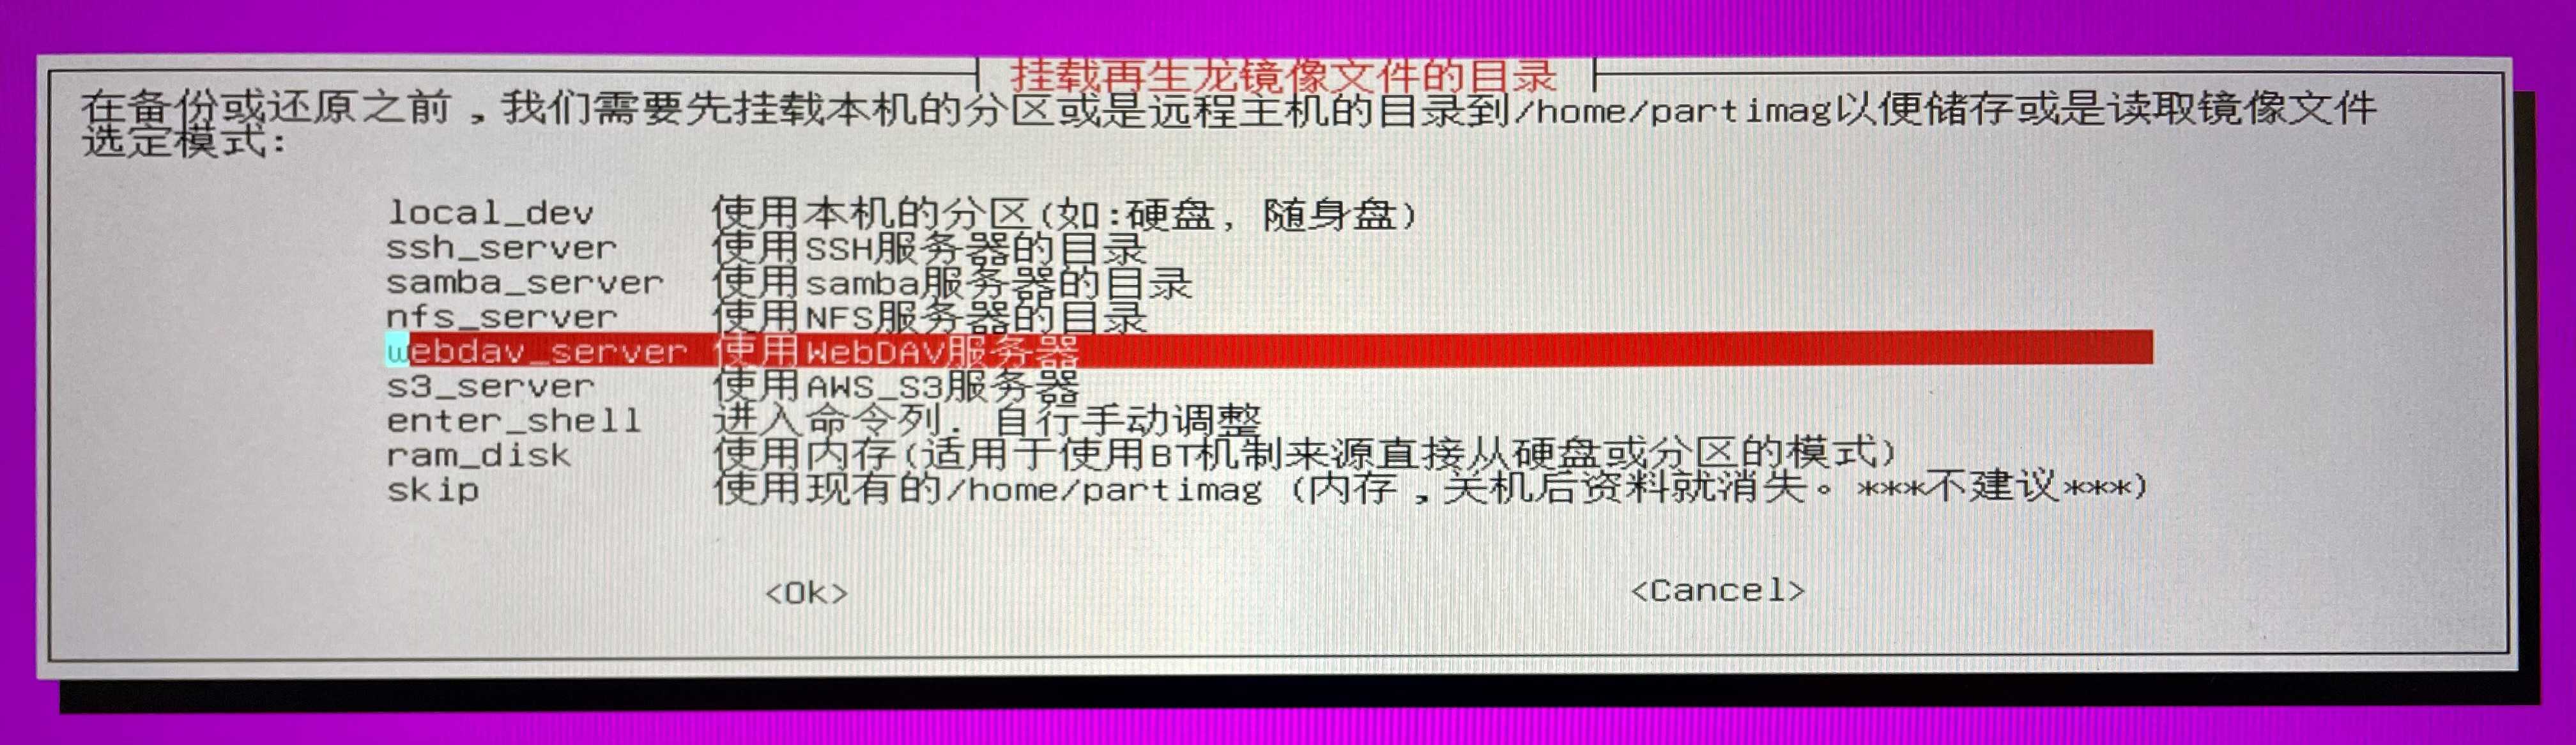 挂载再生龙镜像文件的目录
在备份或还原之前，我们需要先挂载本机的分区或是远程主机的目录到/home/partimag以便储存或是读取镜像文件
选定模式:
local_dev 使用本机的分区(如:硬盘, 随身盘)
ssh_server 使用SSH服务器的目录
samba_server 使用samba服务器的目录
nfs_server 使用NFS服务器的目录
webdav_server 使用WebDAV服务器
s3_server 使用AWS_S3服务器
enter_shell 进入命令列. 自行手动调整
ram_disk 使用内存(适用于使用BT机制来源直接从硬盘或分区的模式)
skip 使用现有的/home/partimag (内存，关机后资料就消失。***不建议***)
<Ok> <Cancel>